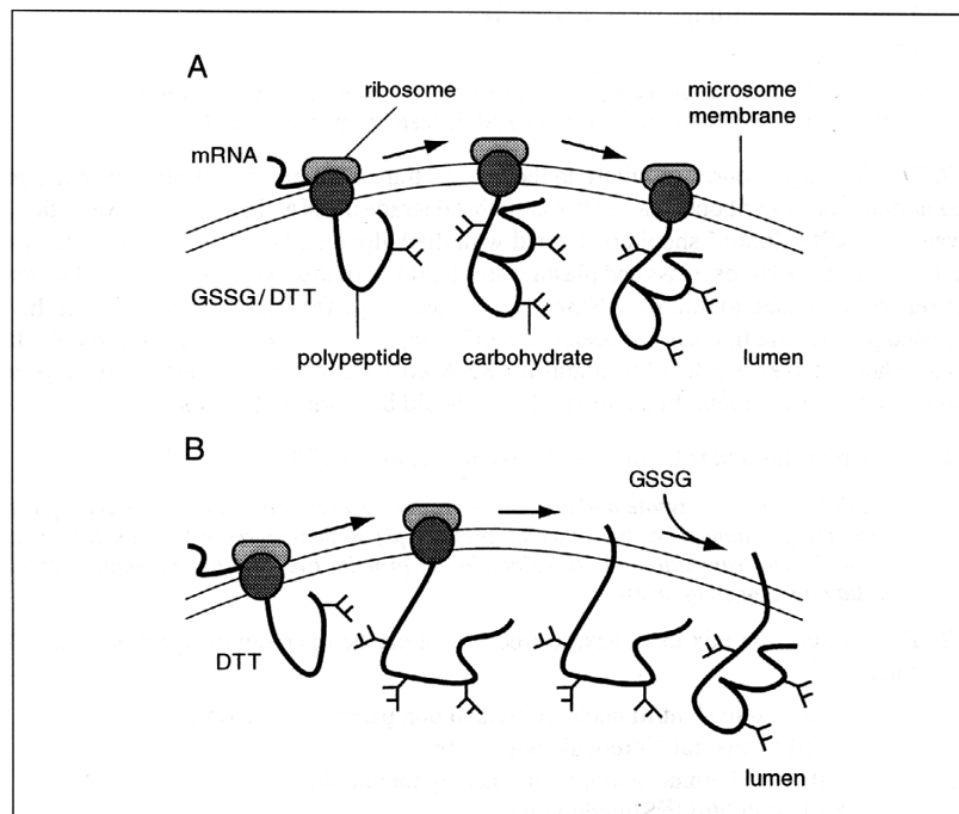 A
ribosome
microsome
membrane
mRNA
GSSG/DTT
polypeptide
carbohydrate
lumen
B
GSSG
DTT
lumen